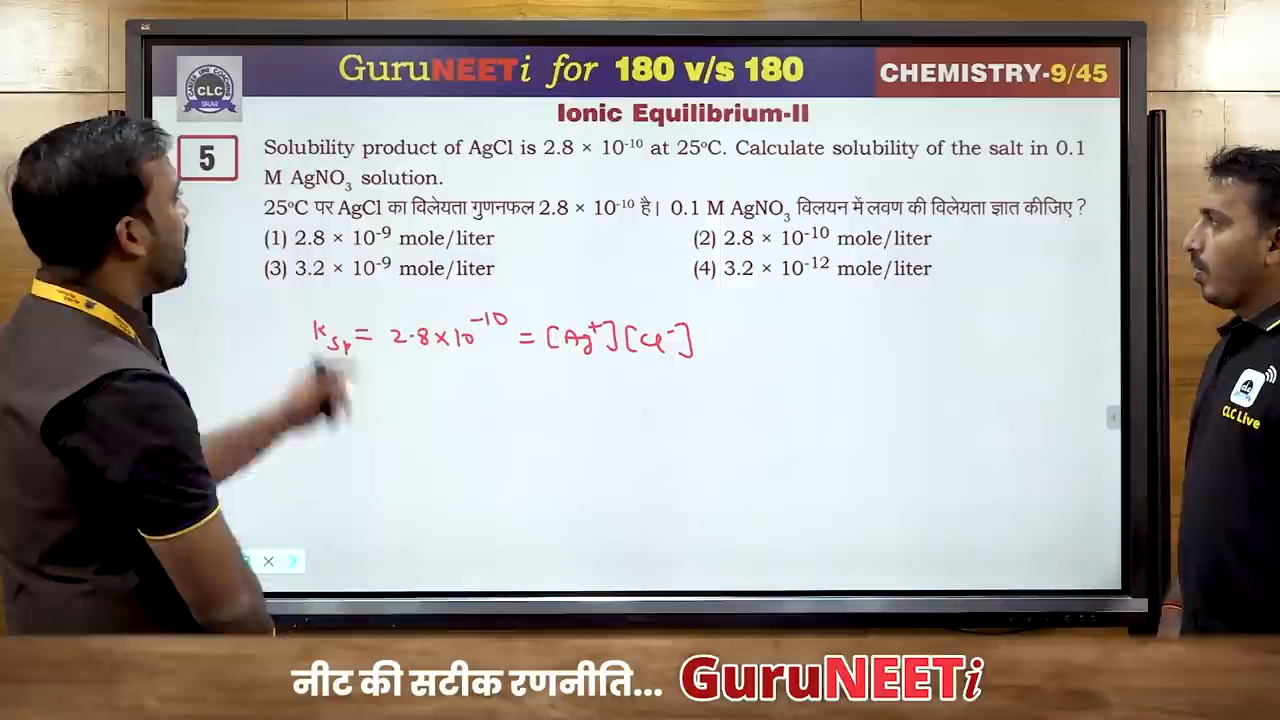 GuruNEETi for 180 v/s 180
CHEMISTRY-9/45
CLC
SIKAR
Ionic Equilibrium-II
5
Solubility product of AgCl is 2.8 × 10⁻¹⁰ at 25°C. Calculate solubility of the salt in 0.1
M AgNO₃ solution.
25°C पर AgCl का विलेयता गुणनफल 2.8 × 10⁻¹⁰ है। 0.1 M AgNO₃ विलयन में लवण की विलेयता ज्ञात कीजिए ?
(1) 2.8 × 10⁻⁹ mole/liter
(2) 2.8 × 10⁻¹⁰ mole/liter
(3) 3.2 × 10⁻⁹ mole/liter
(4) 3.2 × 10⁻¹² mole/liter
Ksp = 2.8×10⁻¹⁰ = [Ag⁺][Cl⁻]
clc
CLC Live
नीट की सटीक रणनीति... GuruNEETi